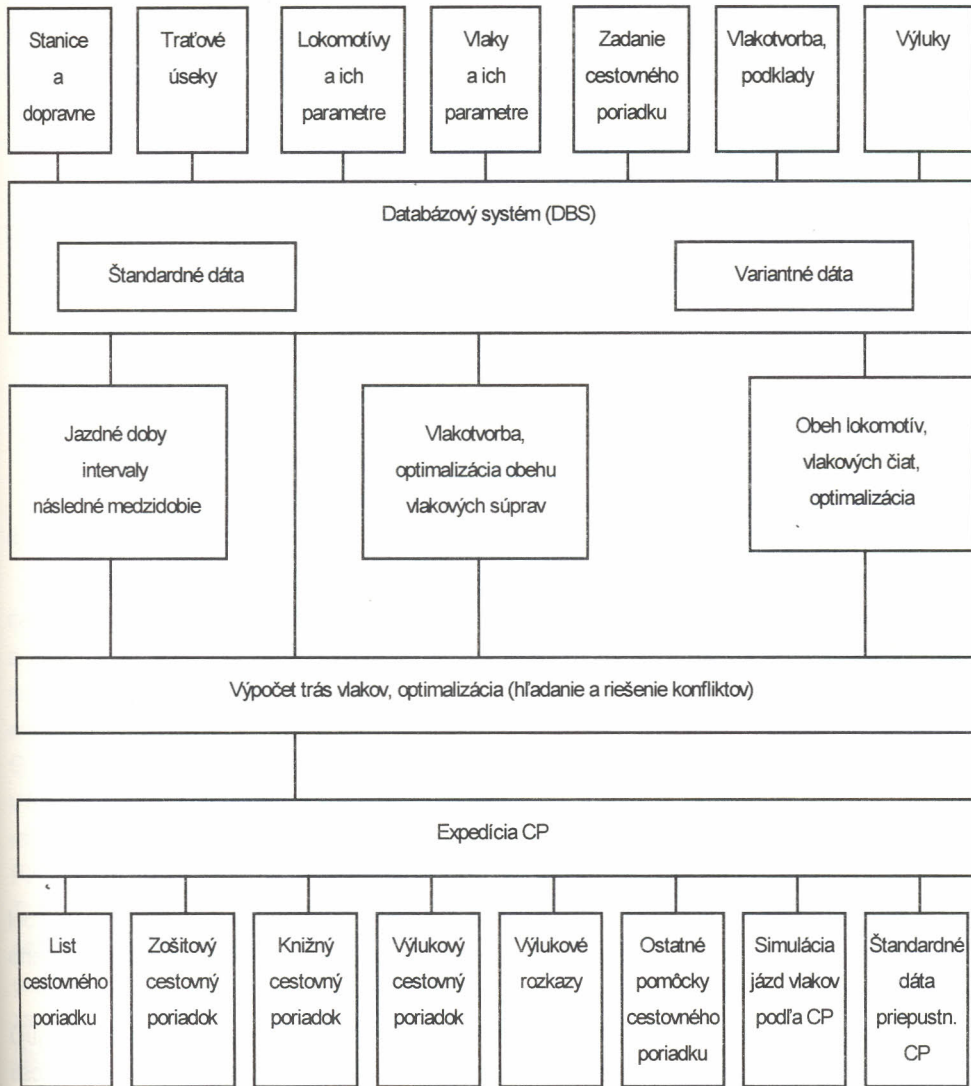 Stanice
a
dopravne
Traťové
úseky
Lokomotívy
a ich
parametre
Vlaky
a ich
parametre
Zadanie
cestovného
poriadku
Vlakotvorba,
podklady
Výluky
Databázový systém (DBS)
Štandardné dáta
Variantné dáta
Jazdné doby
intervaly
následné medzidobie
Vlakotvorba,
optimalizácia obehu
vlakových súprav
Obeh lokomotív,
vlakových čiat,
optimalizácia
Výpočet trás vlakov, optimalizácia (hľadanie a riešenie konfliktov)
Expedícia CP
List
cestovného
poriadku
Zošitový
cestovný
poriadok
Knižný
cestovný
poriadok
Výlukový
cestovný
poriadok
Výlukové
rozkazy
Ostatné
pomôcky
cestovného
poriadku
Simulácia
jázd vlakov
podľa CP
Štandardné
dáta
priepustn.
CP